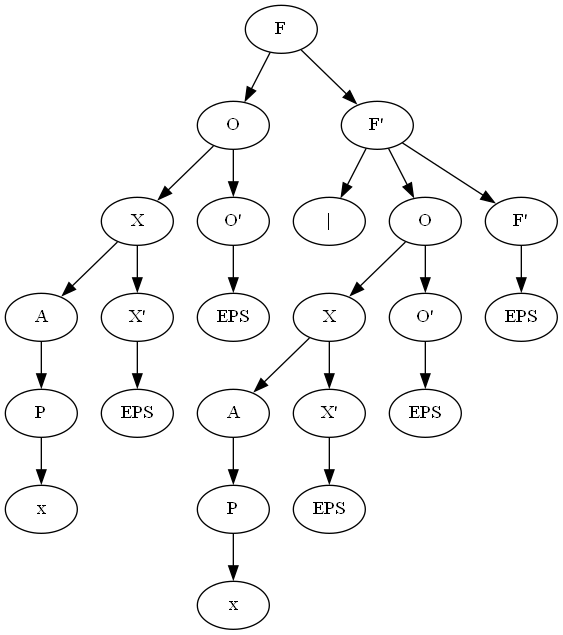 F
O F'
X O' | O F'
A X' EPS X O' EPS
P EPS A X' EPS
x P EPS
x